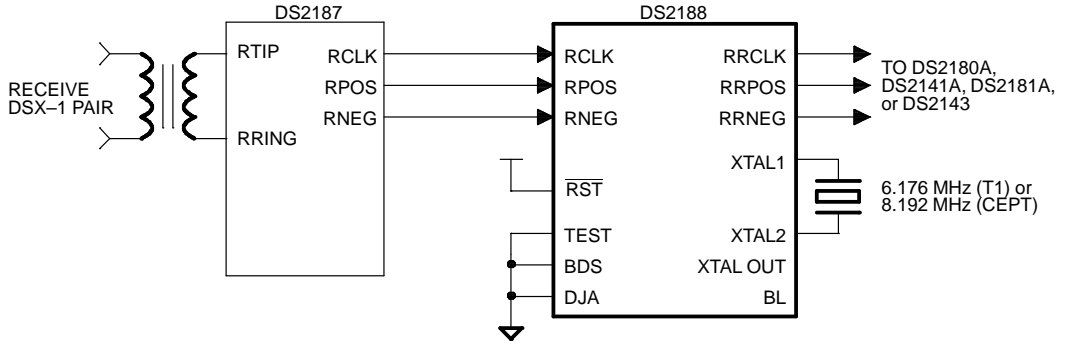 DS2187
DS2188
RECEIVE
DSX–1 PAIR
RTIP
RRING
RCLK
RPOS
RNEG
RCLK
RPOS
RNEG
RST
TEST
BDS
DJA
RRCLK
RRPOS
RRNEG
XTAL1
XTAL2
XTAL OUT
BL
TO DS2180A,
DS2141A, DS2181A,
or DS2143
6.176 MHz (T1) or
8.192 MHz (CEPT)